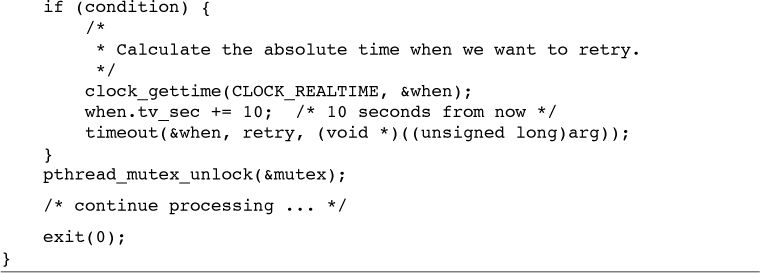 if (condition) {
/*
* Calculate the absolute time when we want to retry.
*/
clock_gettime(CLOCK_REALTIME, &when);
when.tv_sec += 10;  /* 10 seconds from now */
timeout(&when, retry, (void *)((unsigned long)arg));
}
pthread_mutex_unlock(&mutex);
/* continue processing ... */
exit(0);
}